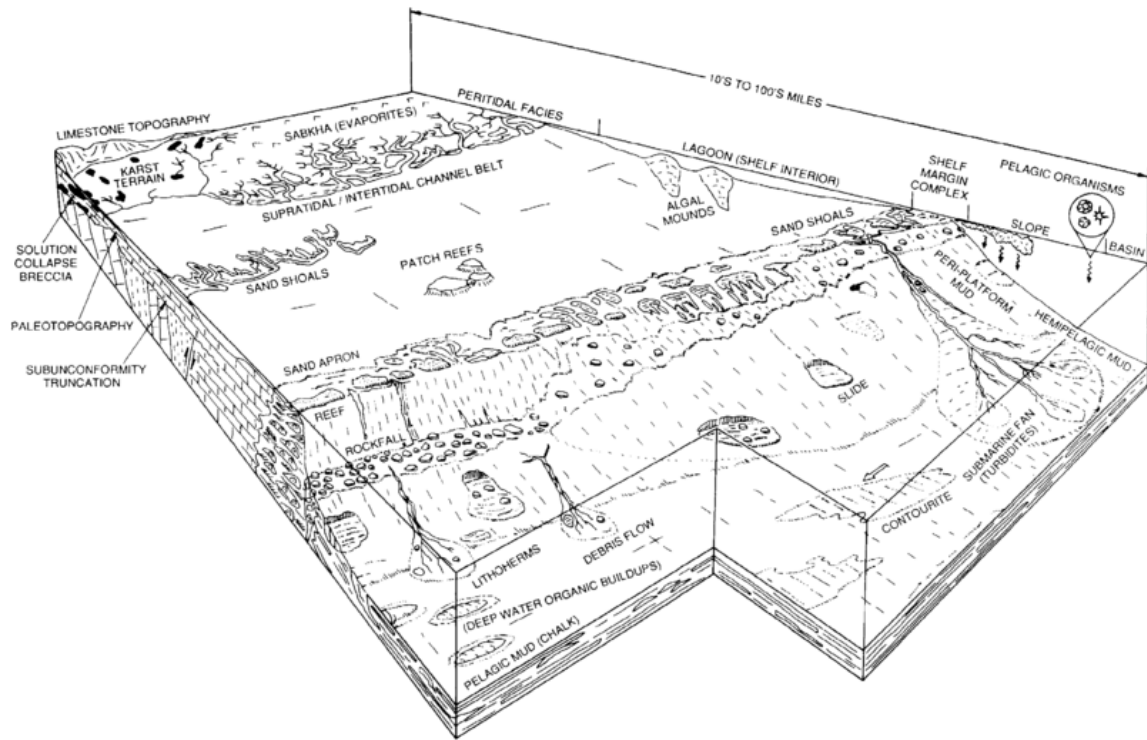 10'S TO 100'S MILES
LIMESTONE TOPOGRAPHY
SABKHA (EVAPORITES)
PERITIDAL FACIES
KARST
TERRAIN
SUPRATIDAL / INTERTIDAL CHANNEL BELT
LAGOON (SHELF INTERIOR)
ALGAL
MOUNDS
SHELF
MARGIN
COMPLEX
PELAGIC ORGANISMS
SLOPE
BASIN
SAND SHOALS
SOLUTION
COLLAPSE
BRECCIA
SAND SHOALS
PATCH REEFS
PERI-PLATFORM
MUD
HEMIPELAGIC MUD
PALEOTOPOGRAPHY
SUBUNCONFORMITY
TRUNCATION
SAND APRON
REEF
ROCKFALL
SLIDE
SUBMARINE FAN
(TURBIDITES)
CONTOURITE
LITHOHERMS
DEBRIS FLOW
(DEEP WATER ORGANIC BUILDUPS)
PELAGIC MUD (CHALK)